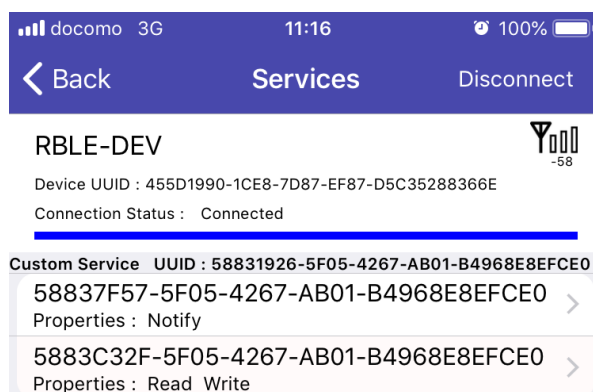 docomo 3G 11:16 100%
Back Services Disconnect
RBLE-DEV
-58
Device UUID : 455D1990-1CE8-7D87-EF87-D5C35288366E
Connection Status : Connected
Custom Service UUID : 58831926-5F05-4267-AB01-B4968E8EFCE0
58837F57-5F05-4267-AB01-B4968E8EFCE0
Properties : Notify
5883C32F-5F05-4267-AB01-B4968E8EFCE0
Properties : Read Write